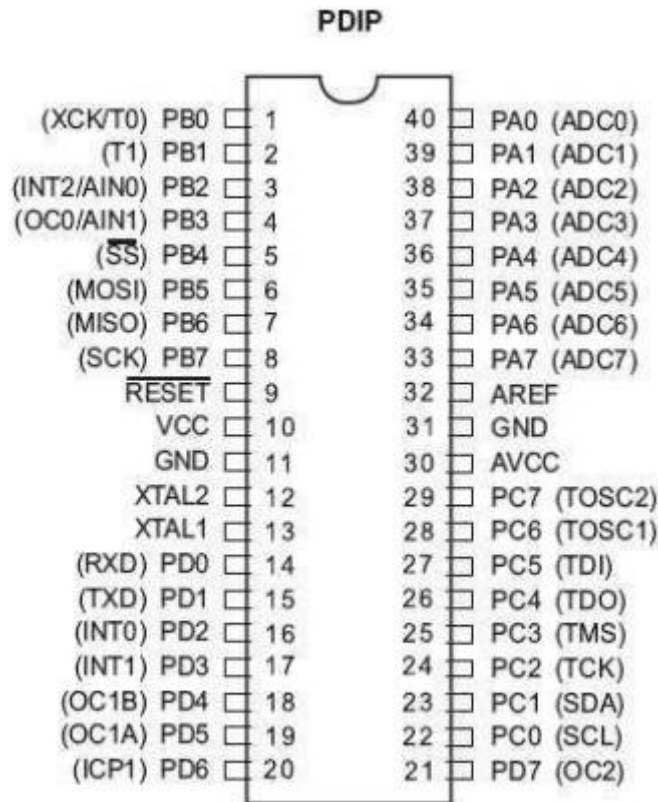 PDIP
(XCK/T0) PB0 1 40 PA0 (ADC0)
(T1) PB1 2 39 PA1 (ADC1)
(INT2/AIN0) PB2 3 38 PA2 (ADC2)
(OC0/AIN1) PB3 4 37 PA3 (ADC3)
(SS) PB4 5 36 PA4 (ADC4)
(MOSI) PB5 6 35 PA5 (ADC5)
(MISO) PB6 7 34 PA6 (ADC6)
(SCK) PB7 8 33 PA7 (ADC7)
RESET 9 32 AREF
VCC 10 31 GND
GND 11 30 AVCC
XTAL2 12 29 PC7 (TOSC2)
XTAL1 13 28 PC6 (TOSC1)
(RXD) PD0 14 27 PC5 (TDI)
(TXD) PD1 15 26 PC4 (TDO)
(INT0) PD2 16 25 PC3 (TMS)
(INT1) PD3 17 24 PC2 (TCK)
(OC1B) PD4 18 23 PC1 (SDA)
(OC1A) PD5 19 22 PC0 (SCL)
(ICP1) PD6 20 21 PD7 (OC2)